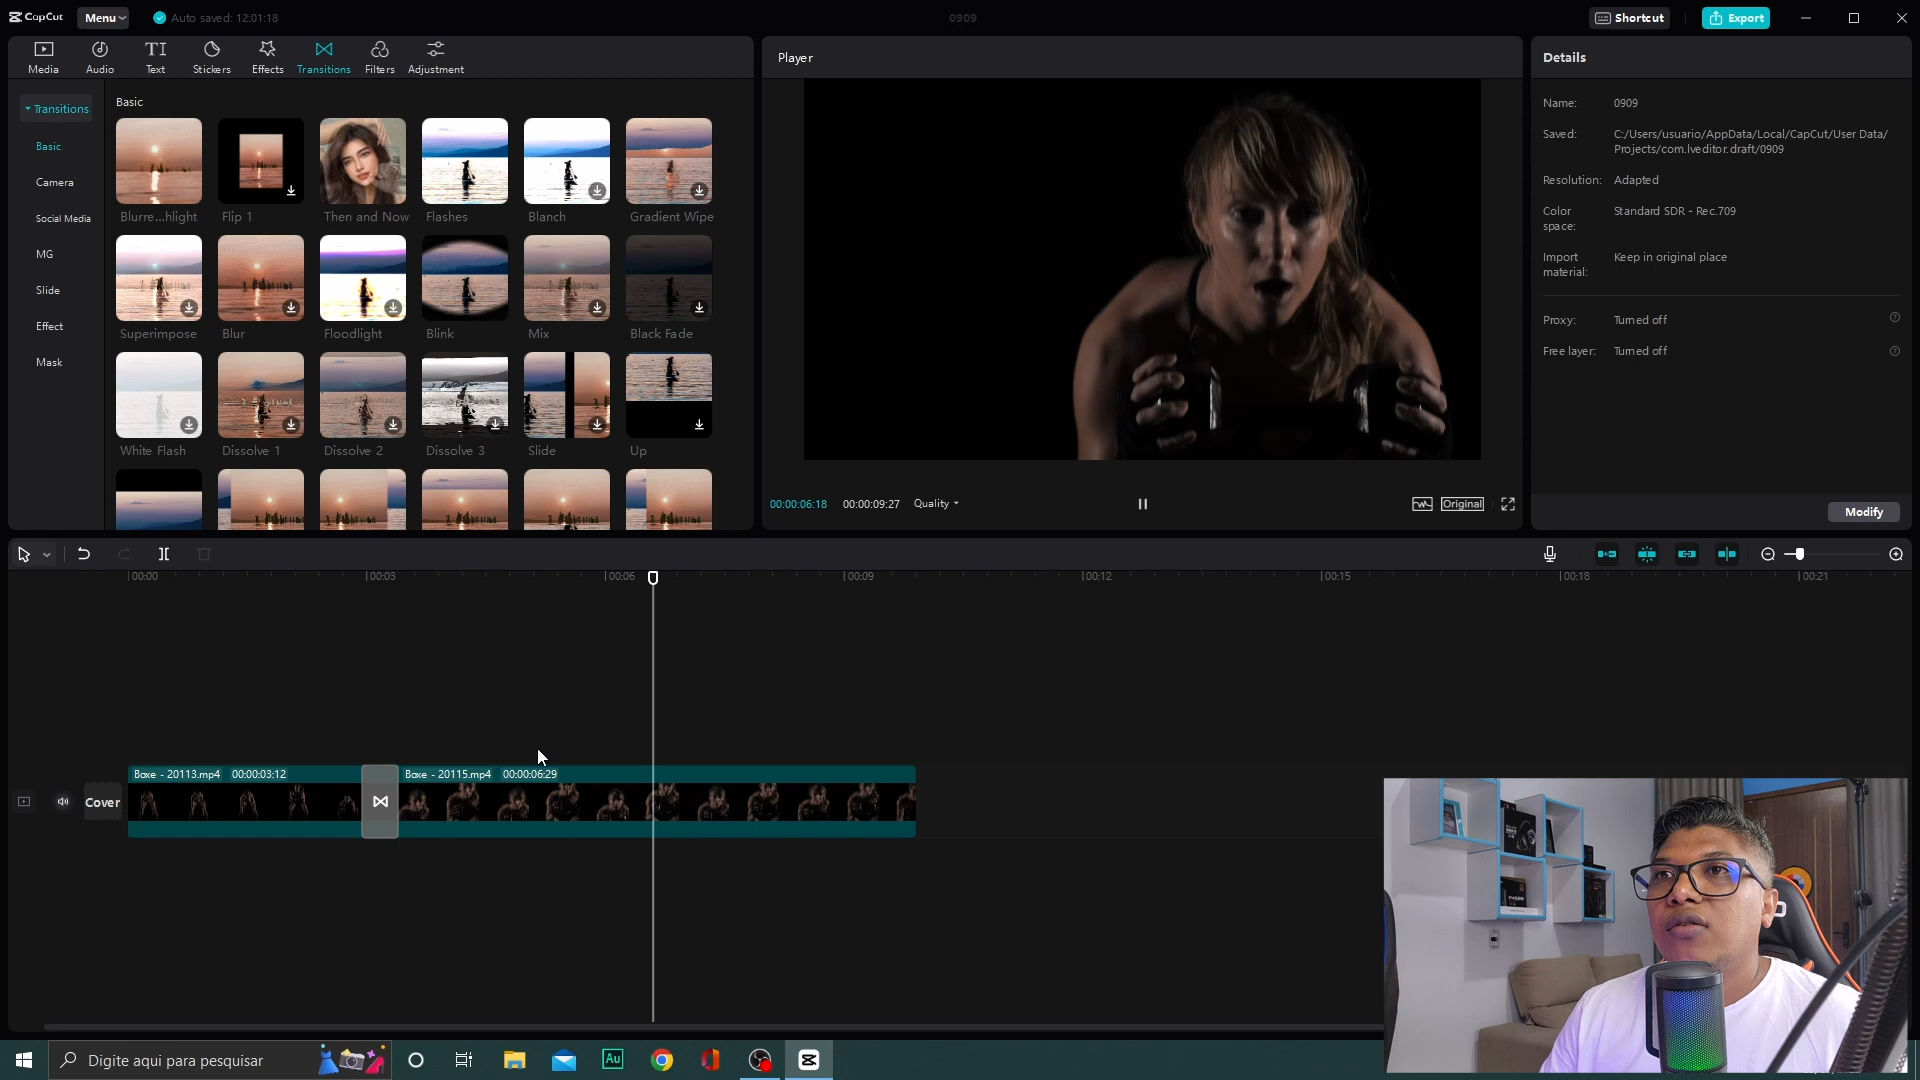 CapCut
Menu
Auto saved: 12:01:18
0909
Shortcut
Export
Media
Audio
TI
Text
Stickers
Effects
Transitions
Filters
Adjustment
Player
Details
Transitions
Basic
Camera
Social Media
MG
Slide
Effect
Mask
Basic
Blurre...hlight
Flip 1
Then and Now
Flashes
Blanch
Gradient Wipe
Superimpose
Blur
Floodlight
Blink
Mix
Black Fade
White Flash
Dissolve 1
Dissolve 2
Dissolve 3
Slide
Up
00:00:06:18
00:00:09:27
Quality
Original
Name: 0909
Saved: C:/Users/usuario/AppData/Local/CapCut/User Data/
Projects/com.lveditor.draft/0909
Resolution: Adapted
Color space: Standard SDR - Rec.709
Import material: Keep in original place
Proxy: Turned off
Free layer: Turned off
Modify
00:00
00:03
00:06
00:09
00:12
00:15
00:18
00:21
Boxe - 20113.mp4 00:00:03:12
Boxe - 20115.mp4 00:00:06:29
Cover
Digite aqui para pesquisar
Au